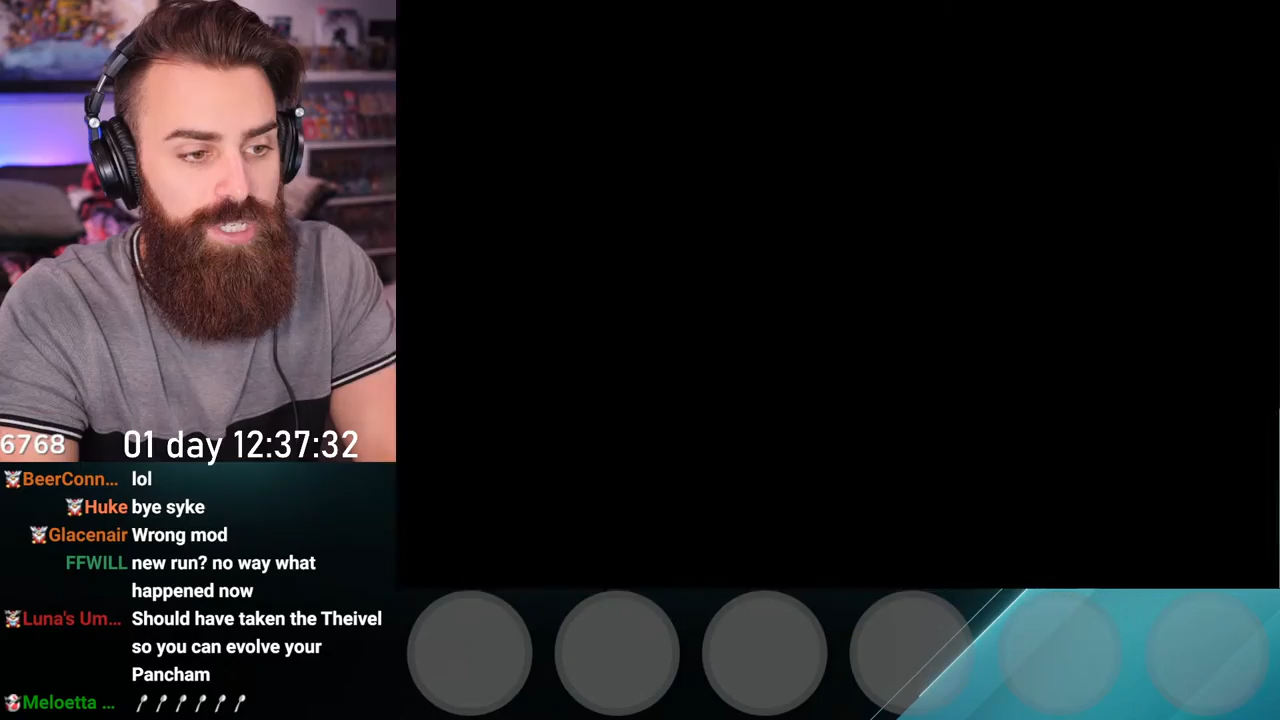 6768 01 day 12:37:32
BeerConn... lol
Huke bye syke
Glacenair Wrong mod
FFWILL new run? no way what
happened now
Luna's Um... Should have taken the Theivel
so you can evolve your
Pancham
Meloetta ...